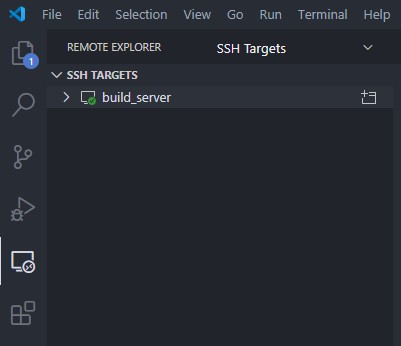 File Edit Selection View Go Run Terminal Help
REMOTE EXPLORER SSH Targets
SSH TARGETS
1
build_server